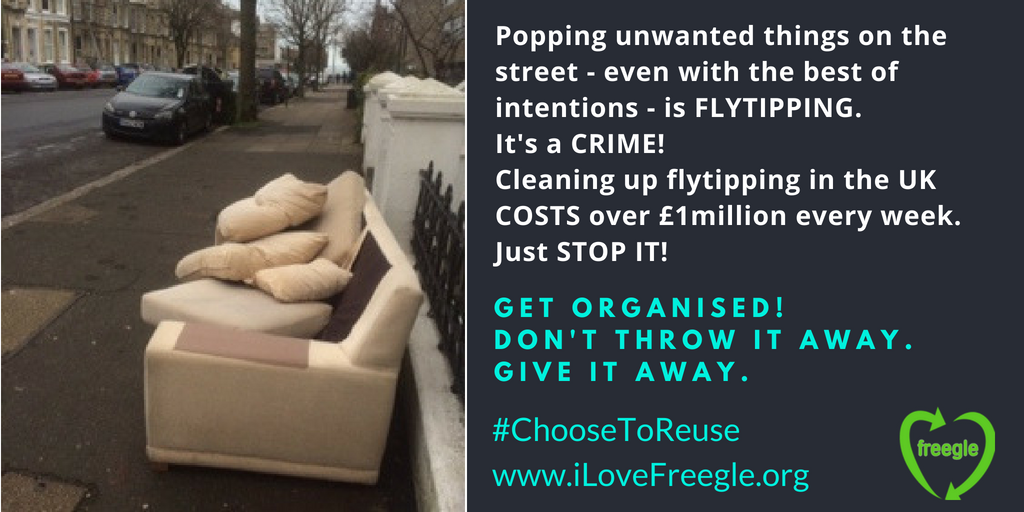 Popping unwanted things on the
street - even with the best of
intentions - is FLYTIPPING.
It's a CRIME!
Cleaning up flytipping in the UK
COSTS over £1million every week.
Just STOP IT!
GET ORGANISED!
DON'T THROW IT AWAY.
GIVE IT AWAY.
#ChooseToReuse
www.iLoveFreegle.org
freegle